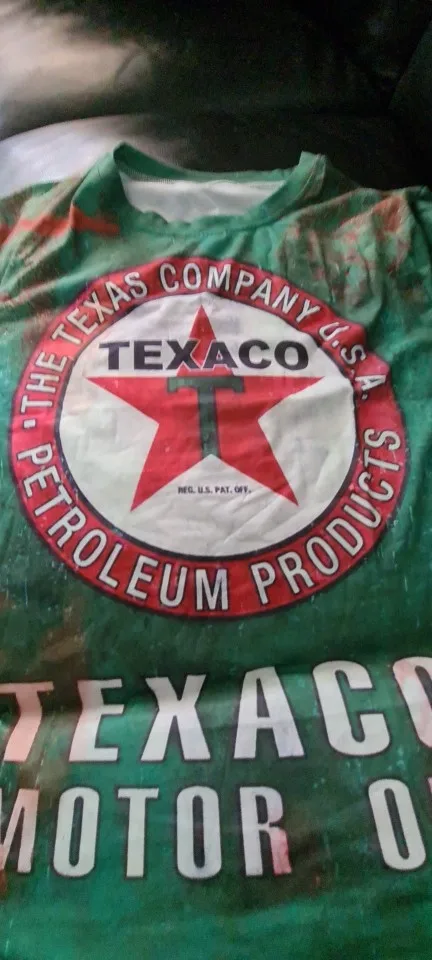 · THE TEXAS COMPANY U.S.A.
TEXACO
T
REG. U.S. PAT. OFF.
PETROLEUM PRODUCTS
TEXACO
MOTOR O